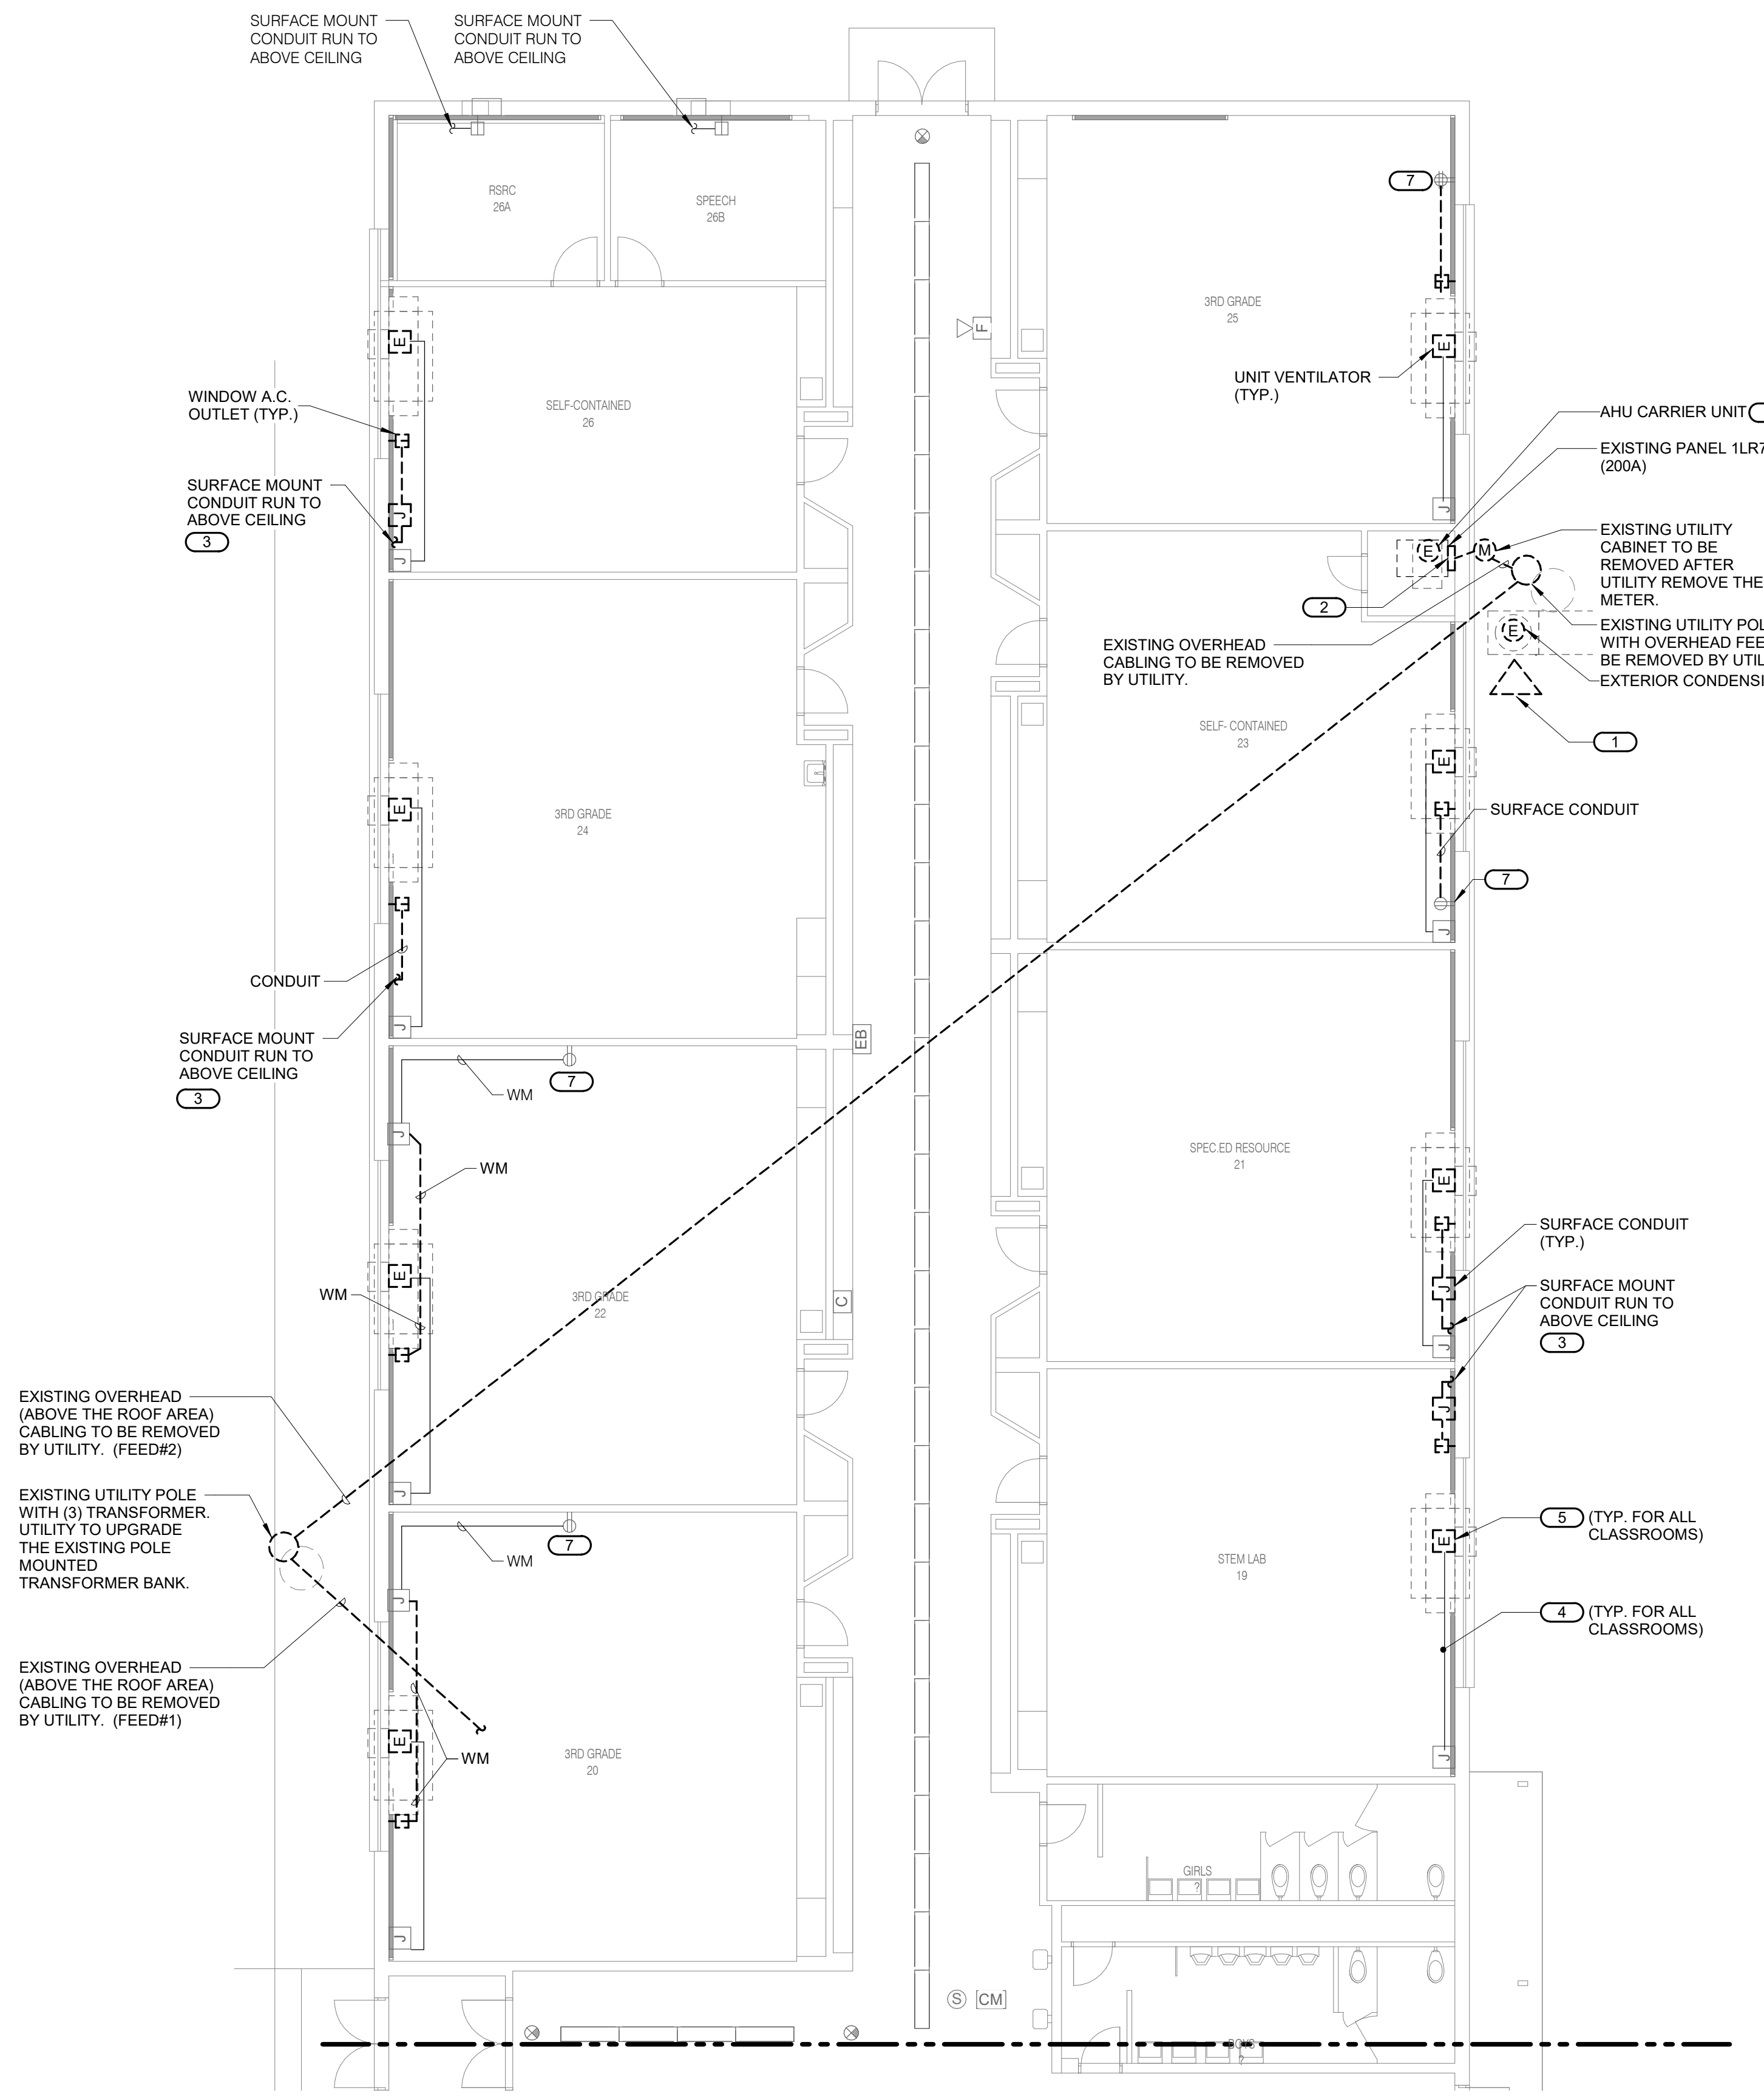 SURFACE MOUNT
CONDUIT RUN TO
ABOVE CEILING
SURFACE MOUNT
CONDUIT RUN TO
ABOVE CEILING
RSRC
26A
SPEECH
26B
7
3RD GRADE
25
F
E
E
UNIT VENTILATOR
(TYP.)
WINDOW A.C.
OUTLET (TYP.)
SELF-CONTAINED
26
AHU CARRIER UNIT
EXISTING PANEL 1LR7
(200A)
SURFACE MOUNT
CONDUIT RUN TO
ABOVE CEILING
3
J
J
J
E
M
EXISTING UTILITY
CABINET TO BE
REMOVED AFTER
UTILITY REMOVE THE
METER.
2
EXISTING UTILITY POL
WITH OVERHEAD FEE
BE REMOVED BY UTIL
EXTERIOR CONDENSI
E
EXISTING OVERHEAD
CABLING TO BE REMOVED
BY UTILITY.
1
SELF- CONTAINED
23
E
E
SURFACE CONDUIT
3RD GRADE
24
7
J
CONDUIT
SURFACE MOUNT
CONDUIT RUN TO
ABOVE CEILING
3
J
EB
7
WM
J
WM
SPEC.ED RESOURCE
21
E
SURFACE CONDUIT
(TYP.)
E
WM
3RD GRADE
22
C
J
SURFACE MOUNT
CONDUIT RUN TO
ABOVE CEILING
3
J
J
EXISTING OVERHEAD
(ABOVE THE ROOF AREA)
CABLING TO BE REMOVED
BY UTILITY. (FEED#2)
J
EXISTING UTILITY POLE
WITH (3) TRANSFORMER.
UTILITY TO UPGRADE
THE EXISTING POLE
MOUNTED
TRANSFORMER BANK.
7
WM
J
STEM LAB
19
E
5
(TYP. FOR ALL
CLASSROOMS)
4
(TYP. FOR ALL
CLASSROOMS)
EXISTING OVERHEAD
(ABOVE THE ROOF AREA)
CABLING TO BE REMOVED
BY UTILITY. (FEED#1)
E
WM
3RD GRADE
20
J
J
GIRLS
?
S
CM
BOYS
?